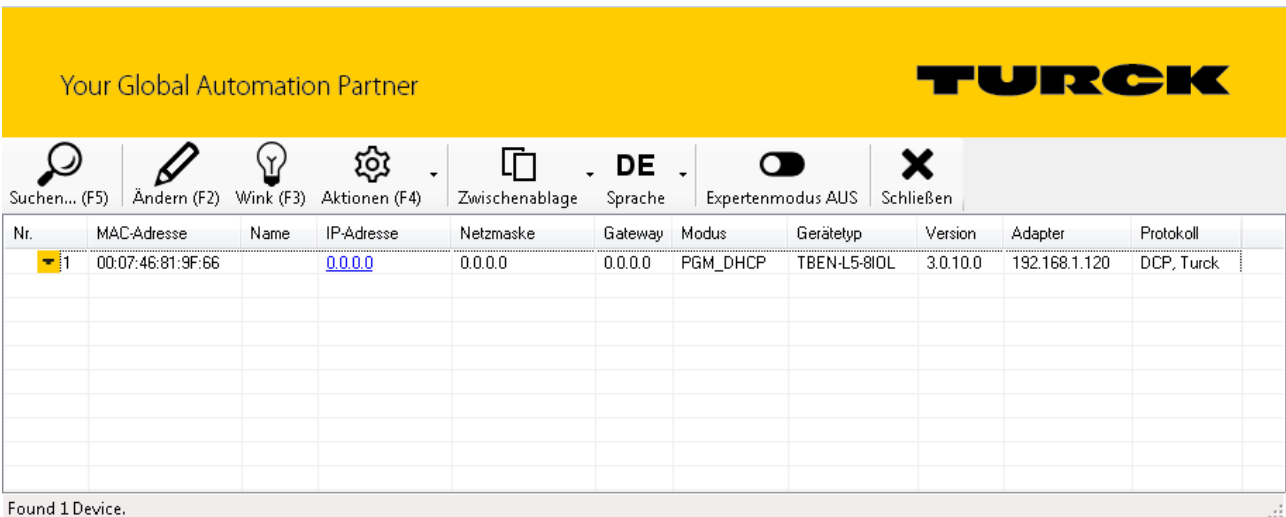 Your Global Automation Partner
TURCK
Suchen... (F5) Ändern (F2) Wink (F3) Aktionen (F4) Zwischenablage DE Sprache Expertenmodus AUS Schließen
Nr. MAC-Adresse Name IP-Adresse Netzmaske Gateway Modus Gerätetyp Version Adapter Protokoll
1 00:07:46:81:9F:66 0.0.0.0 0.0.0.0 0.0.0.0 PGM_DHCP TBEN-L5-8IOL 3.0.10.0 192.168.1.120 DCP, Turck
Found 1 Device.